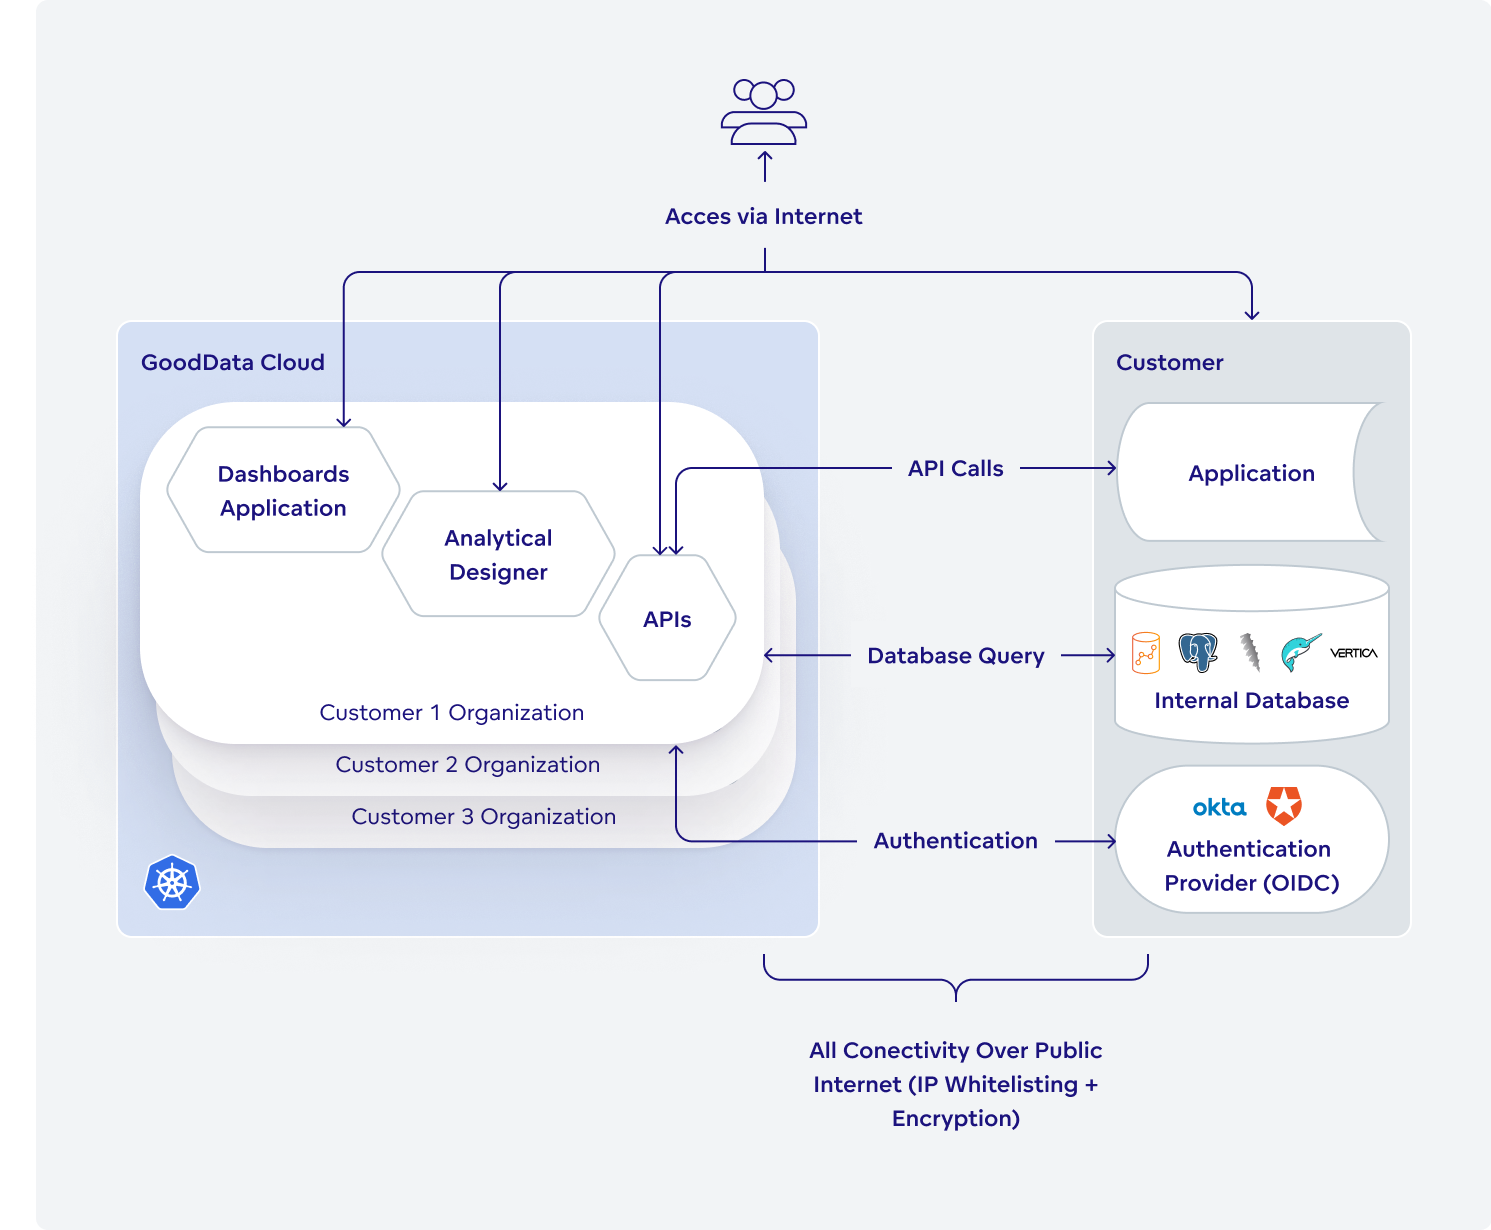 Acces via Internet
GoodData Cloud
Customer
Dashboards
Application
Analytical
Designer
APIs
API Calls
Application
Database Query
VERTICA
Internal Database
Customer 1 Organization
Customer 2 Organization
Customer 3 Organization
Authentication
okta
Authentication
Provider (OIDC)
All Conectivity Over Public
Internet (IP Whitelisting +
Encryption)